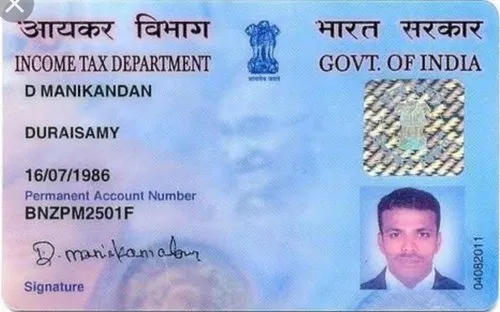 आयकर विभाग
भारत सरकार
INCOME TAX DEPARTMENT
GOVT. OF INDIA
D MANIKANDAN
DURAISAMY
16/07/1986
Permanent Account Number
BNZPM2501F
D. manikandan
Signature
04082011